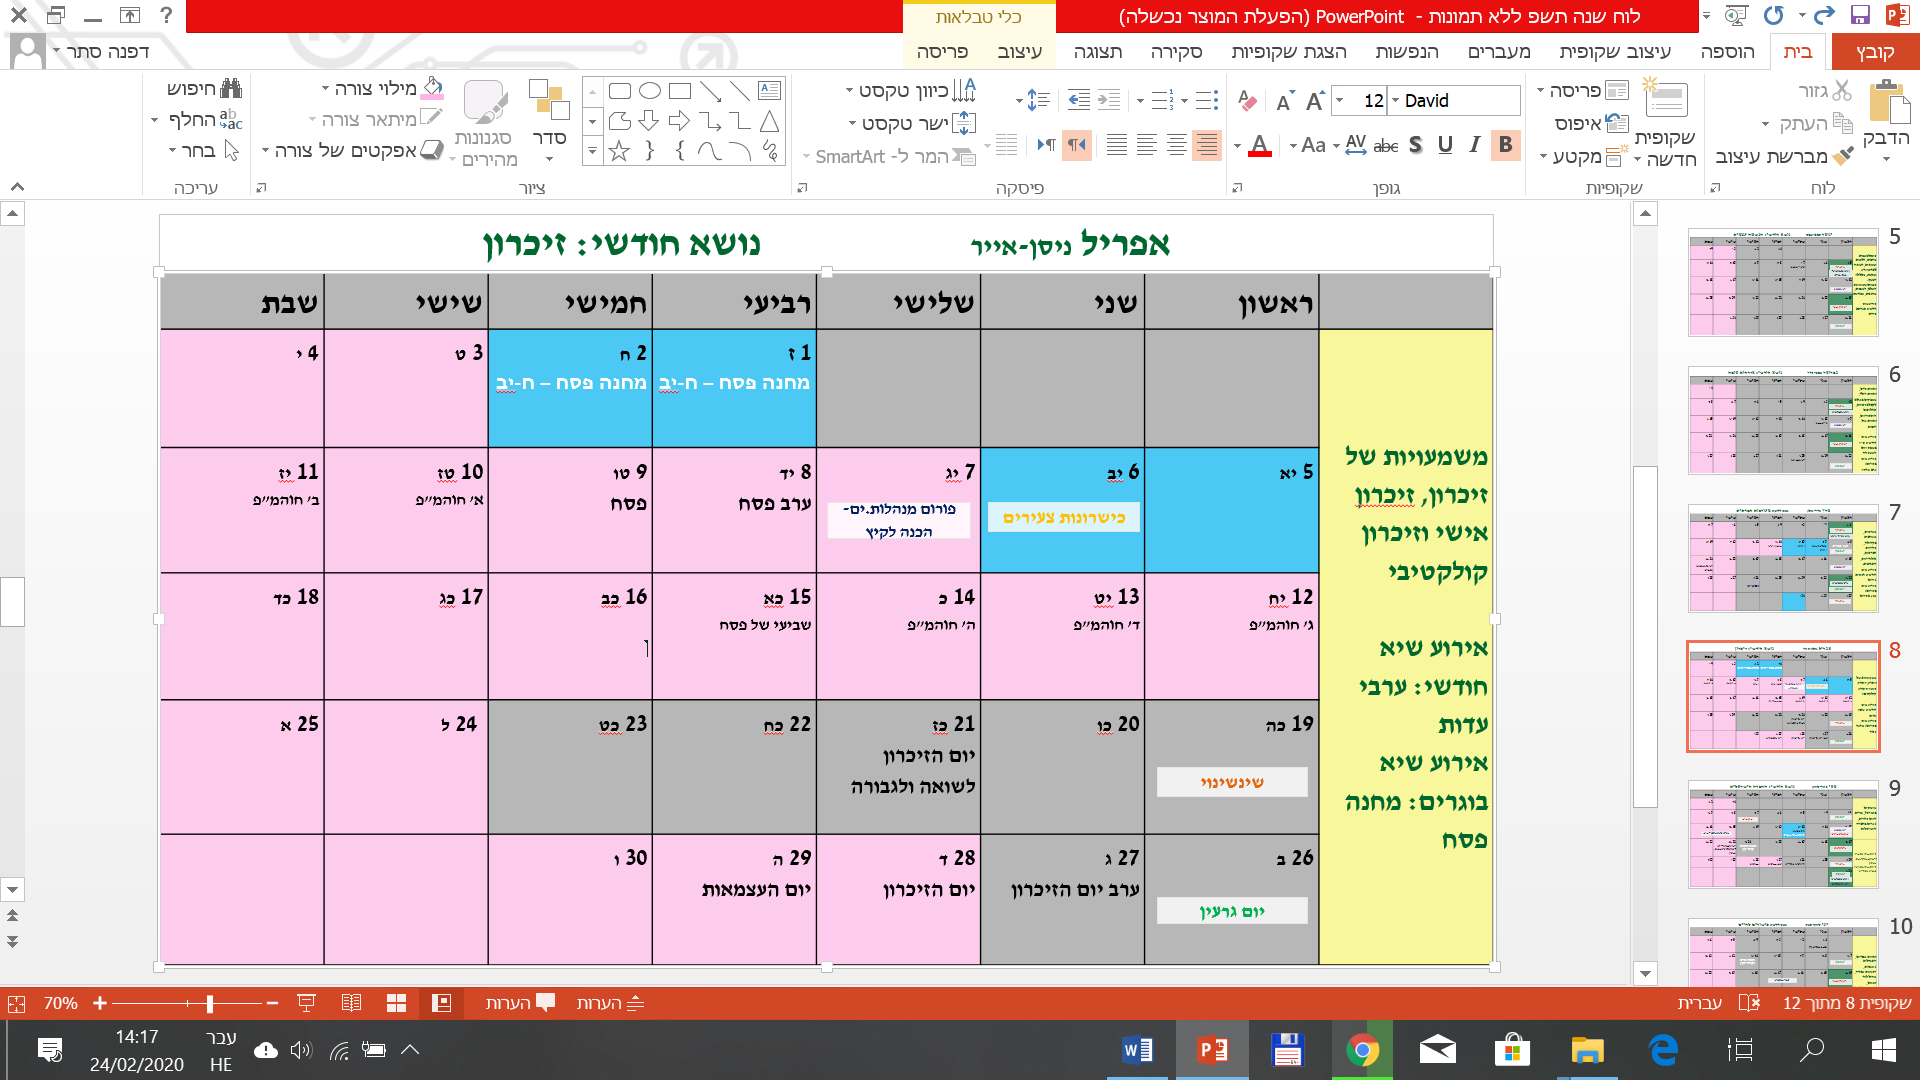 לוח שנה תשפ ללא תמונות - PowerPoint (הפעלת המוצר נכשלה)
כלי טבלאות
קובץ
בית
הוספה
עיצוב שקופית
מעברים
הנפשות
הצגת שקופיות
סקירה
תצוגה
עיצוב
פריסה
דפנה סתר
הדבק
גזור
העתק
מברשת עיצוב
לוח
שקופית חדשה
פריסה
איפוס
מקטע
שקופיות
David 12
גופן
כיוון טקסט
ישר טקסט
המר ל- SmartArt
פיסקה
סדר
סגנונות מהירים
מילוי צורה
מיתאר צורה
אפקטים של צורה
ציור
חיפוש
החלף
בחר
עריכה
אפריל ניסן-אייר נושא חודשי: זיכרון
ראשון שני שלישי רביעי חמישי שישי שבת
משמעויות של
זיכרון, זיכרון
אישי וזיכרון
קולקטיבי
אירוע שיא
חודשי: ערבי
עדות
אירוע שיא
בוגרים: מחנה
פסח
1 ז
מחנה פסח – ח-יב
2 ח
מחנה פסח – ח-יב
3 ט
4 י
5 יא
6 יב
כישרונות צעירים
7 יג
פורום מנהלות.ים-
הכנה לקיץ
8 יד
ערב פסח
9 טו
פסח
10 טז
א' חוהמ"פ
11 יז
ב' חוהמ"פ
12 יח
ג' חוהמ"פ
13 יט
ד' חוהמ"פ
14 כ
ה' חוהמ"פ
15 כא
שביעי של פסח
16 כב
17 כג
18 כד
19 כה
שינשינוי
20 כו
21 כז
יום הזיכרון
לשואה ולגבורה
22 כח
23 כט
24 ל
25 א
26 ב
יום גרעין
27 ג
ערב יום הזיכרון
28 ד
יום הזיכרון
29 ה
יום העצמאות
30 ו
5
6
7
8
9
10
שקופית 8 מתוך 12
עברית
הערות
הערות
70%
14:17
24/02/2020
עבר
HE